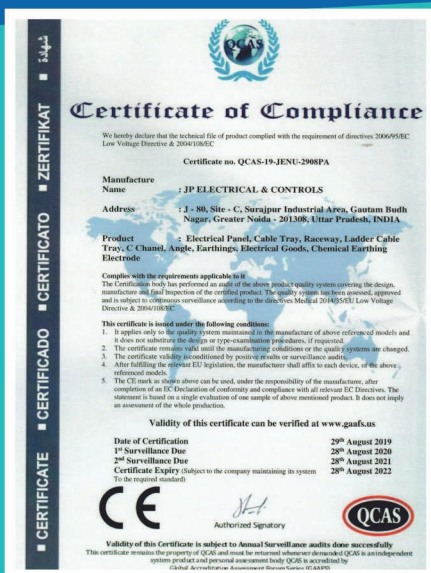 QCAS
Certificate of Compliance
We hereby declare that the technical file of product complied with the requirement of directives 2006/95/EC
Low Voltage Directive & 2004/108/EC
Certificate no. QCAS-19-JENU-2908PA
Manufacture
Name : JP ELECTRICAL & CONTROLS
Address : J - 80, Site - C, Surajpur Industrial Area, Gautam Budh
Nagar, Greater Noida - 201308, Uttar Pradesh, INDIA
Product : Electrical Panel, Cable Tray, Raceway, Ladder Cable
Tray, C Chanel, Angle, Earthings, Electrical Goods, Chemical Earthing
Electrode
Complies with the requirements applicable to it
The Certification body has performed an audit of the above product quality system covering the design,
manufacture and final inspection of the certified product. The quality system has been assessed, approved
and is subject to continuous surveillance according to the directives Medical 2014/35/EU Low Voltage
Directive & 2004/108/EC
This certificate is issued under the following conditions:
1. It applies only to the quality system maintained in the manufacture of above referenced models and
it does not substitute the design or type-examination procedures, if requested.
2. The certificate remains valid until the manufacturing conditions or the quality systems are changed.
3. The certificate validity is conditioned by positive results or surveillance audits.
4. After fulfilling the relevant EU legislation, the manufacturer shall affix to each device, of the above
referenced models.
5. The CE mark as shown above can be used, under the responsibility of the manufacturer, after
completion of an EC Declaration of conformity and compliance with all relevant EC Directives. The
statement is based on a single evaluation of one sample of above mentioned product. It does not imply
an assessment of the whole production.
Validity of this certificate can be verified at www.gaafs.us
Date of Certification 29th August 2019
1st Surveillance Due 28th August 2020
2nd Surveillance Due 28th August 2021
Certificate Expiry (Subject to the company maintaining its system 28th August 2022
To the required standard)
CE
Authorized Signatory
QCAS
Validity of this Certificate is subject to Annual Surveillance audits done successfully
This certificate remains the property of QCAS and must be returned whenever demanded QCAS is an independent
system product and personal assessment body QCAS is accredited by
Global Accreditation Assessment Forum Series (GAAFS)
CERTIFICATE ■ CERTIFICADO ■ CERTIFICATO ■ ZERTIFIKAT ■ شهادة